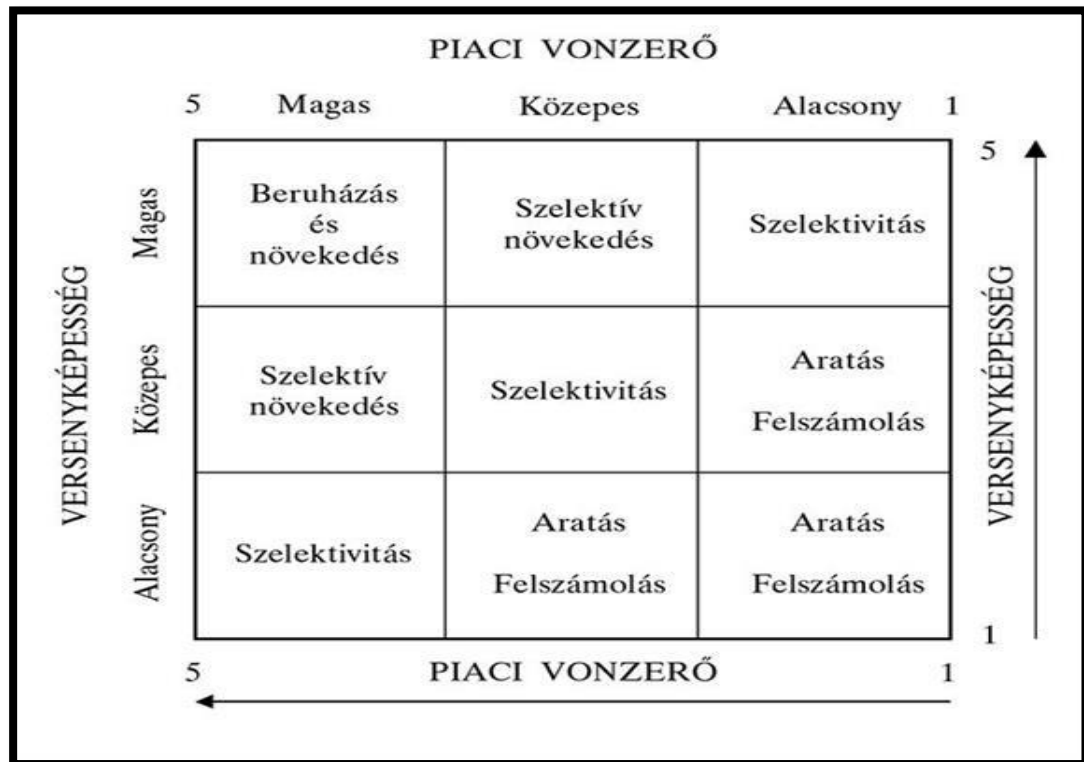 PIACI VONZERŐ
5 Magas Közepes Alacsony 1
VERSENYKÉPESSÉG
Magas
Beruházás
és
növekedés
Szelektív
növekedés
Szelektivitás
5
Közepes
Szelektív
növekedés
Szelektivitás
Aratás
Felszámolás
VERSENYKÉPESSÉG
Alacsony
Szelektivitás
Aratás
Felszámolás
Aratás
Felszámolás
1
5 PIACI VONZERŐ 1